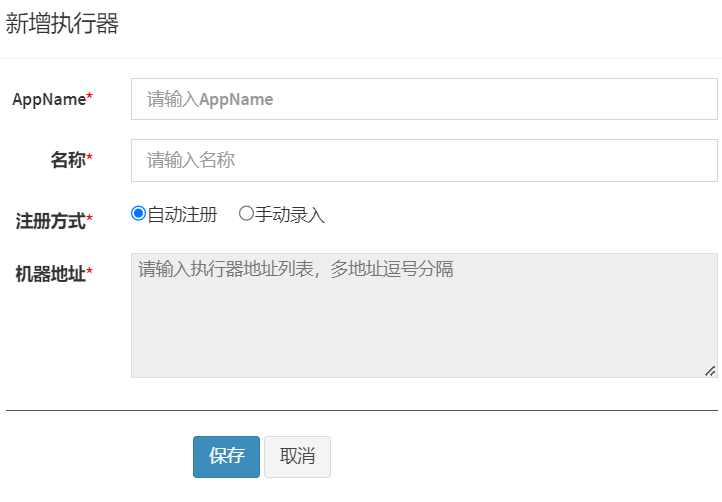 新增执行器
AppName*
请输入AppName
名称*
请输入名称
注册方式*
自动注册 手动录入
机器地址*
请输入执行器地址列表，多地址逗号分隔
保存 取消